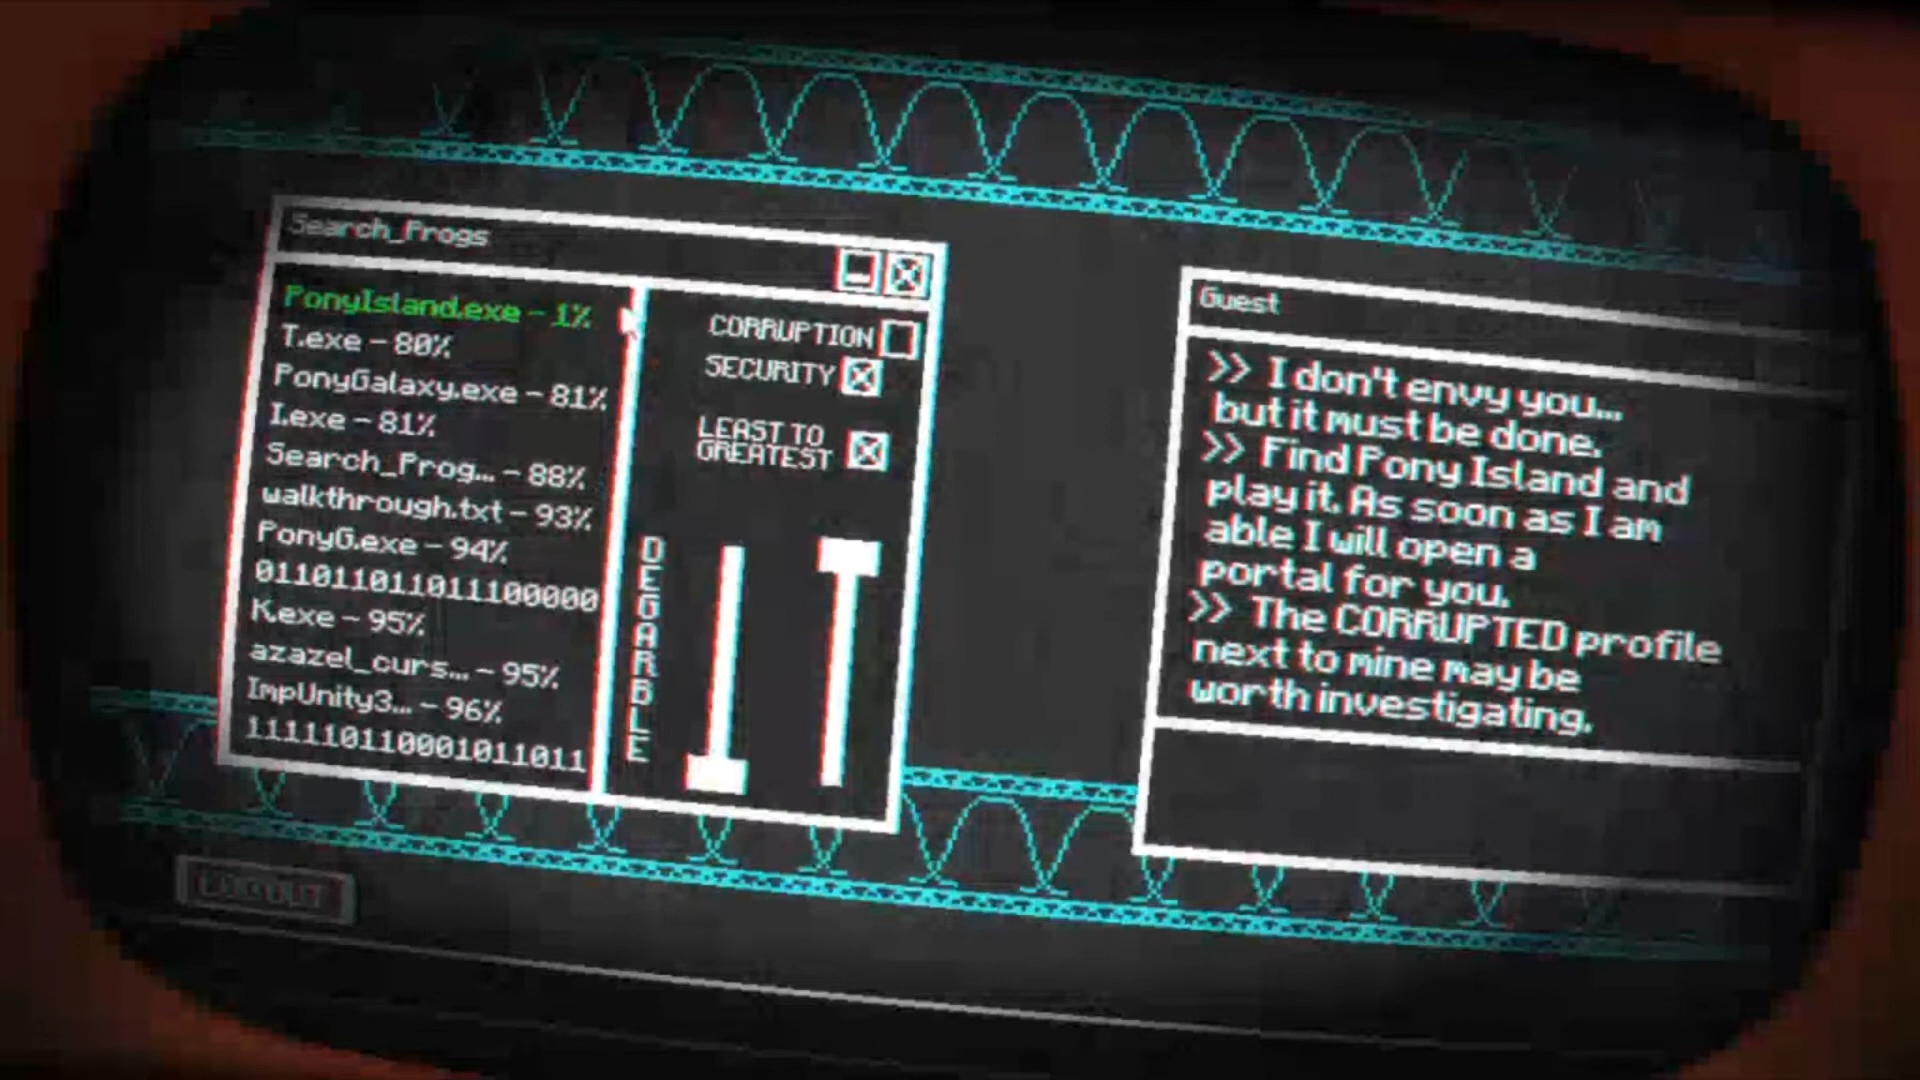 Search_Progs
PonyIsland.exe - 1%
T.exe - 80%
PonyGalaxy.exe - 81%
I.exe - 81%
Search_Prog... - 88%
walkthrough.txt - 93%
PonyG.exe - 94%
0110110110111100000
K.exe - 95%
azazel_curs... - 95%
ImpUnity3... - 96%
111110110001011011
CORRUPTION
SECURITY
LEAST TO
GREATEST
DEGARBLE
Guest
>> I don't envy you...
but it must be done.
>> Find Pony Island and
play it. As soon as I am
able I will open a
portal for you.
>> The CORRUPTED profile
next to mine may be
worth investigating.